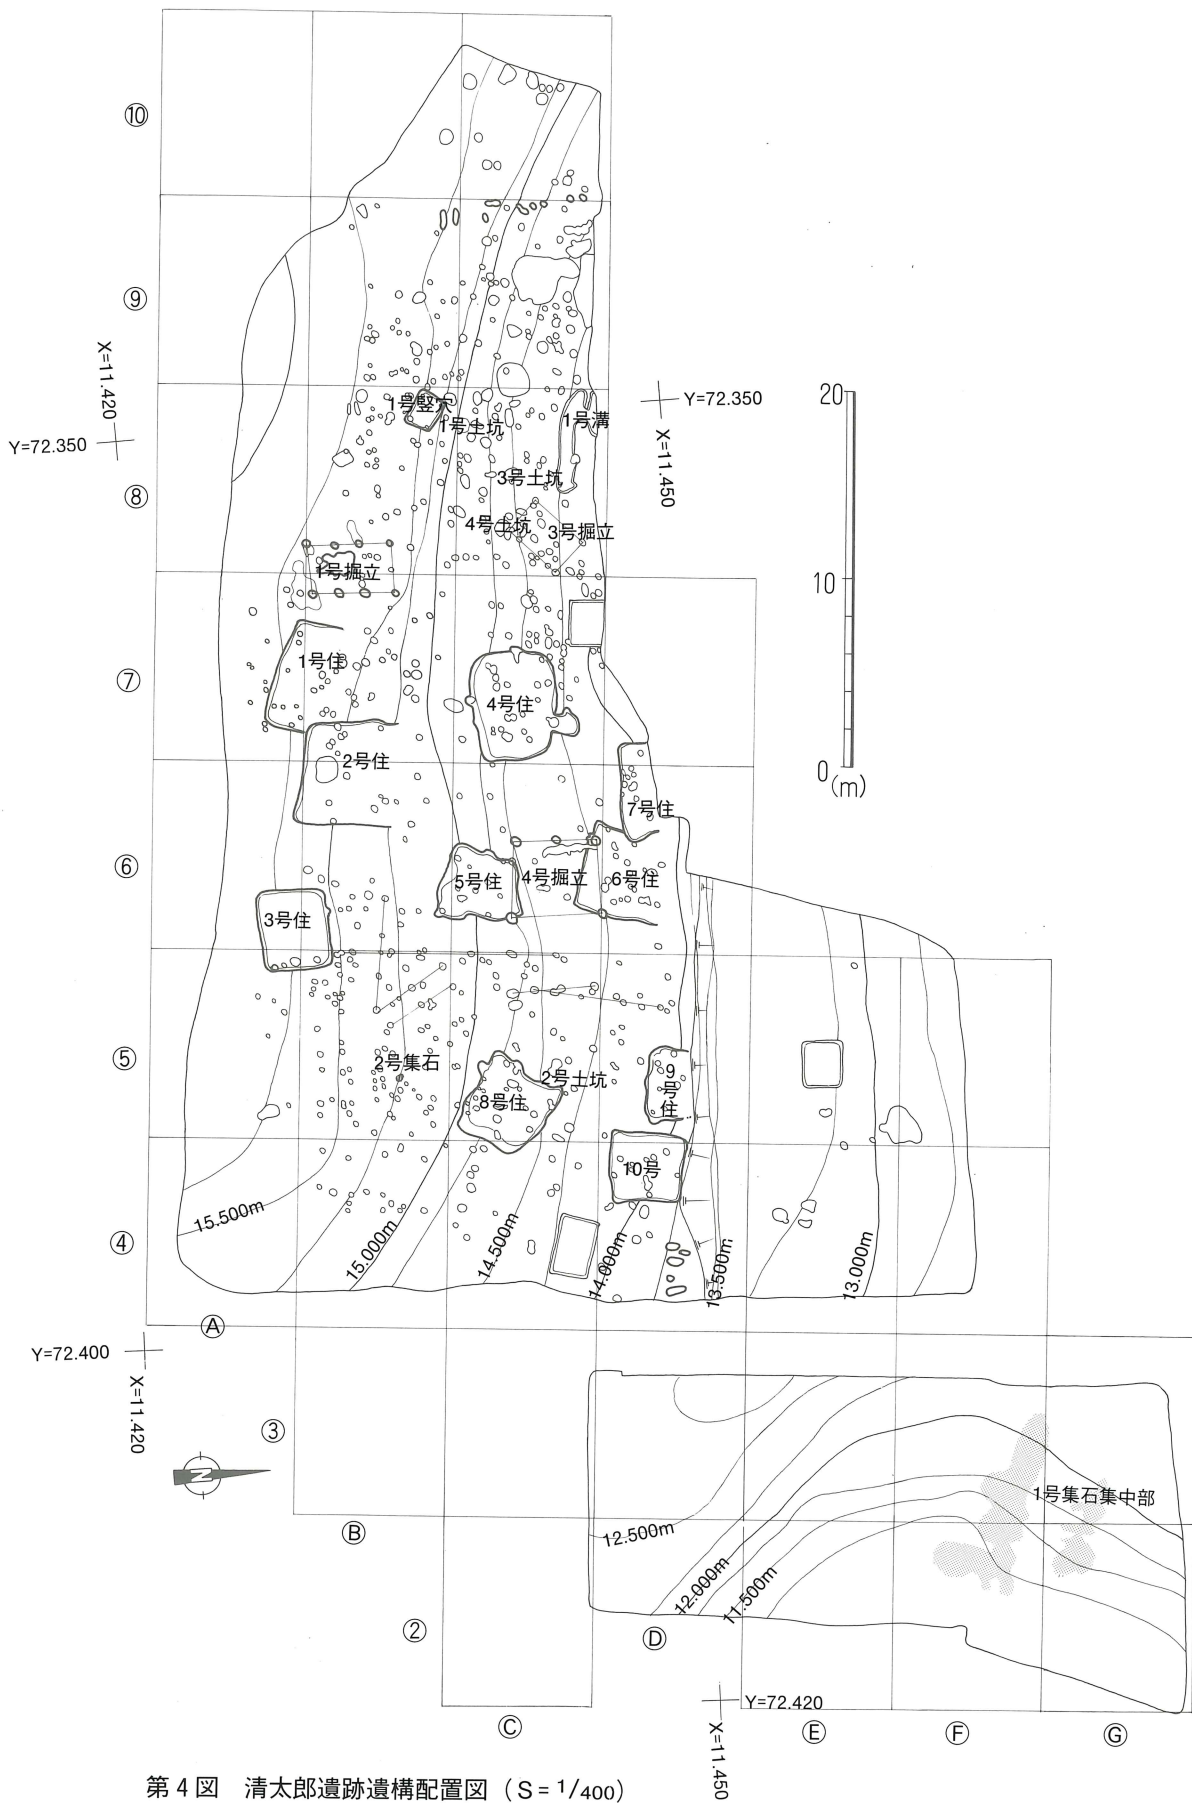 ⑩
⑨
X=11.420
Y=72.350
Y=72.350
X=11.450
20
1号竪穴
1号土坑
1号溝
3号土坑
⑧
4号土坑
3号掘立
1号掘立
10
1号住
⑦
4号住
2号住
0(m)
7号住
⑥
5号住
4号掘立
6号住
3号住
⑤
2号集石
2号土坑
9号住
8号住
10号
15.500m
④
15.000m
14.500m
14.000m
13.500m
13.000m
Ⓐ
Y=72.400
X=11.420
③
N
1号集石集中部
Ⓑ
12.500m
12.000m
11.500m
②
Ⓓ
Y=72.420
X=11.450
Ⓒ
Ⓔ
Ⓕ
Ⓖ
第4図 清太郎遺跡遺構配置図(S=1/400)